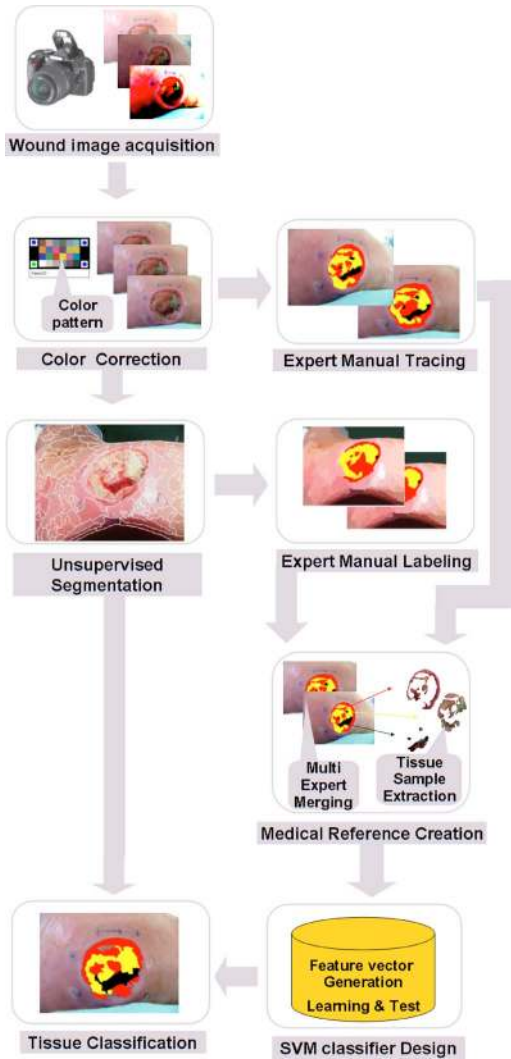 Wound image acquisition
Color
pattern
Color Correction
Expert Manual Tracing
Unsupervised
Segmentation
Expert Manual Labeling
Multi
Expert
Merging
Tissue
Sample
Extraction
Medical Reference Creation
Feature vector
Generation
Learning & Test
Tissue Classification
SVM classifier Design